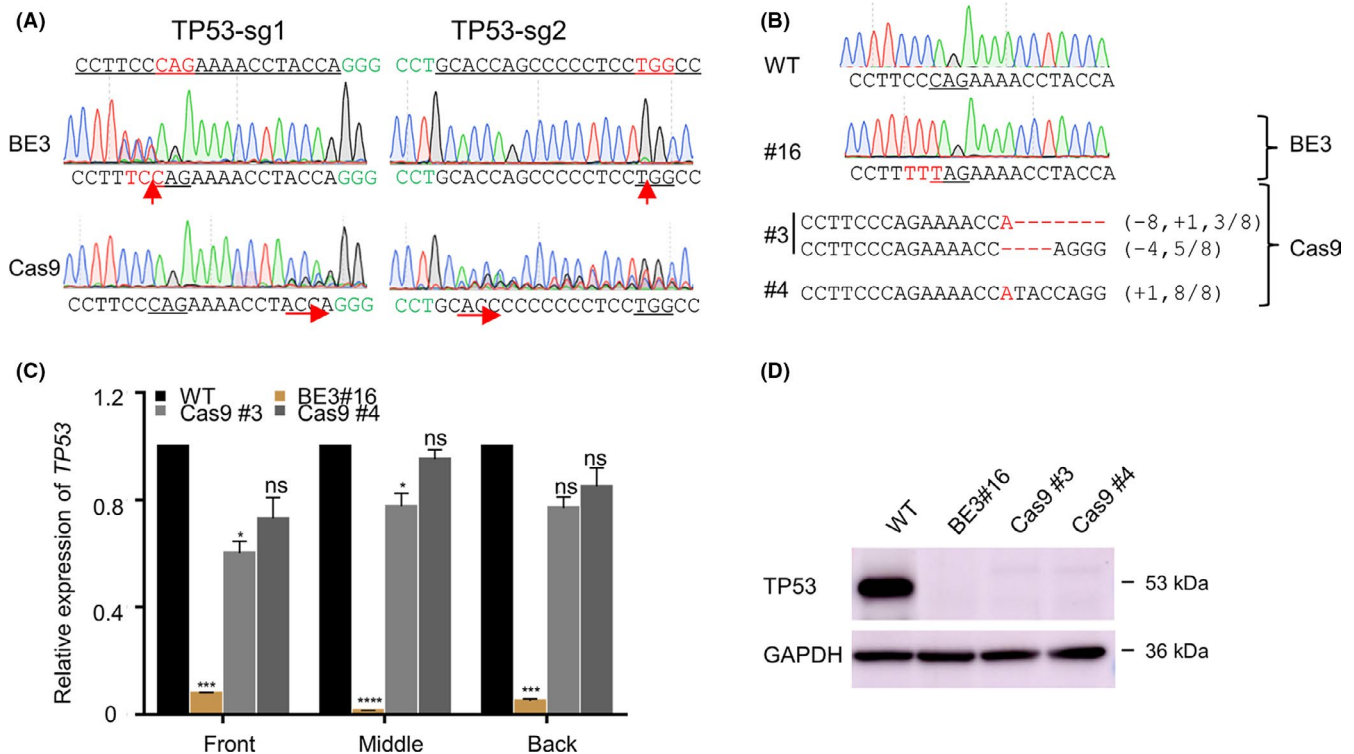 (A)
TP53-sg1 TP53-sg2
CCTTCCCAGAAAACCTACCAGGG CCTGCACCAGCCCCCTCCTGGCC
BE3
CCTTTCCAGAAAACCTACCAGGG CCTGCACCAGCCCCCTCCTGGCC
Cas9
CCTTCCCAGAAAACCTACCAGGG CCTGCAGCCCCCCCCTCCTGGCC
(B)
WT
CCTTCCCAGAAAACCTACCA
#16
CCTTTTTAGAAAACCTACCA
BE3
#3
CCTTCCCAGAAAACCA------- (−8,+1,3/8)
CCTTCCCAGAAAACC----AGGG (−4,5/8)
#4
CCTTCCCAGAAAACCATACCAGG (+1,8/8)
Cas9
(C)
Relative expression of TP53
1.2
0.8
0.4
0
WT BE3#16
Cas9 #3 Cas9 #4
*** * ns
**** * ns
*** ns ns
Front Middle Back
(D)
WT BE3#16 Cas9 #3 Cas9 #4
TP53 – 53 kDa
GAPDH – 36 kDa